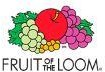 FRUIT OF THE LOOM.